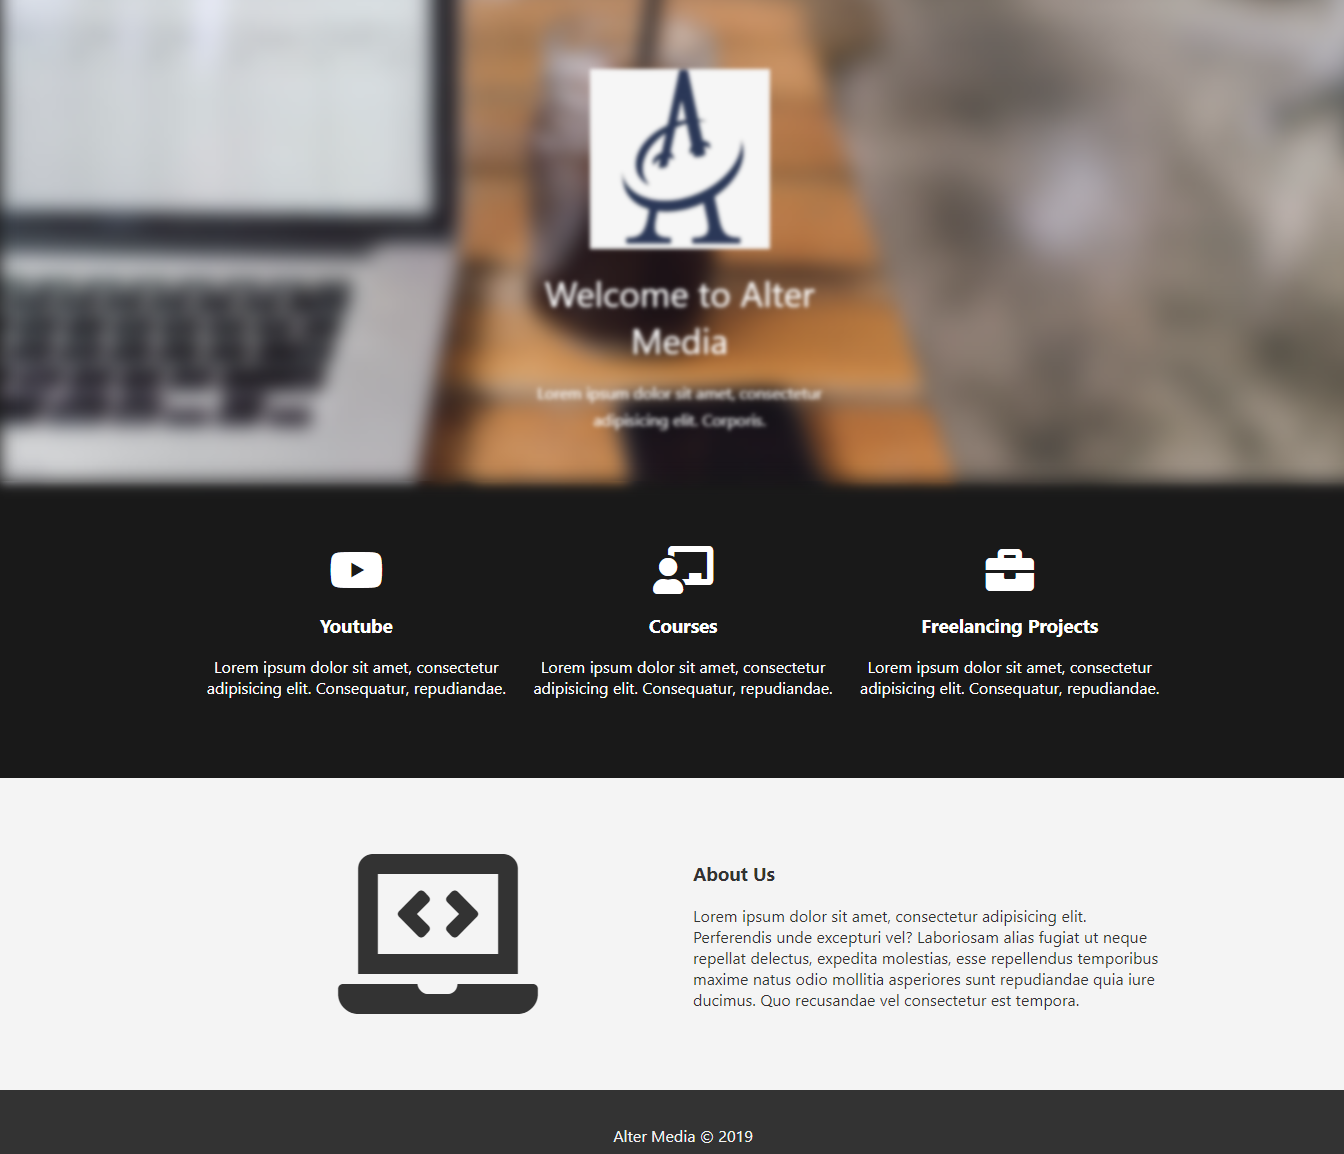 Welcome to Alter
Media
Lorem ipsum dolor sit amet, consectetur
adipisicing elit. Corporis.
Youtube
Courses
Freelancing Projects
Lorem ipsum dolor sit amet, consectetur
adipisicing elit. Consequatur, repudiandae.
Lorem ipsum dolor sit amet, consectetur
adipisicing elit. Consequatur, repudiandae.
Lorem ipsum dolor sit amet, consectetur
adipisicing elit. Consequatur, repudiandae.
About Us
Lorem ipsum dolor sit amet, consectetur adipisicing elit.
Perferendis unde excepturi vel? Laboriosam alias fugiat ut neque
repellat delectus, expedita molestias, esse repellendus temporibus
maxime natus odio mollitia asperiores sunt repudiandae quia iure
ducimus. Quo recusandae vel consectetur est tempora.
Alter Media © 2019